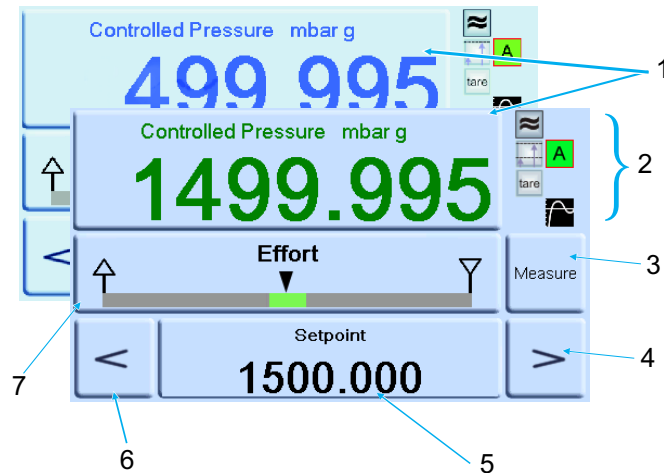 Controlled Pressure mbar g
499.995
A
tare
1
Controlled Pressure mbar g
1499.995
A
tare
2
Effort
Measure
3
<
Setpoint
1500.000
>
4
<
7
6
5